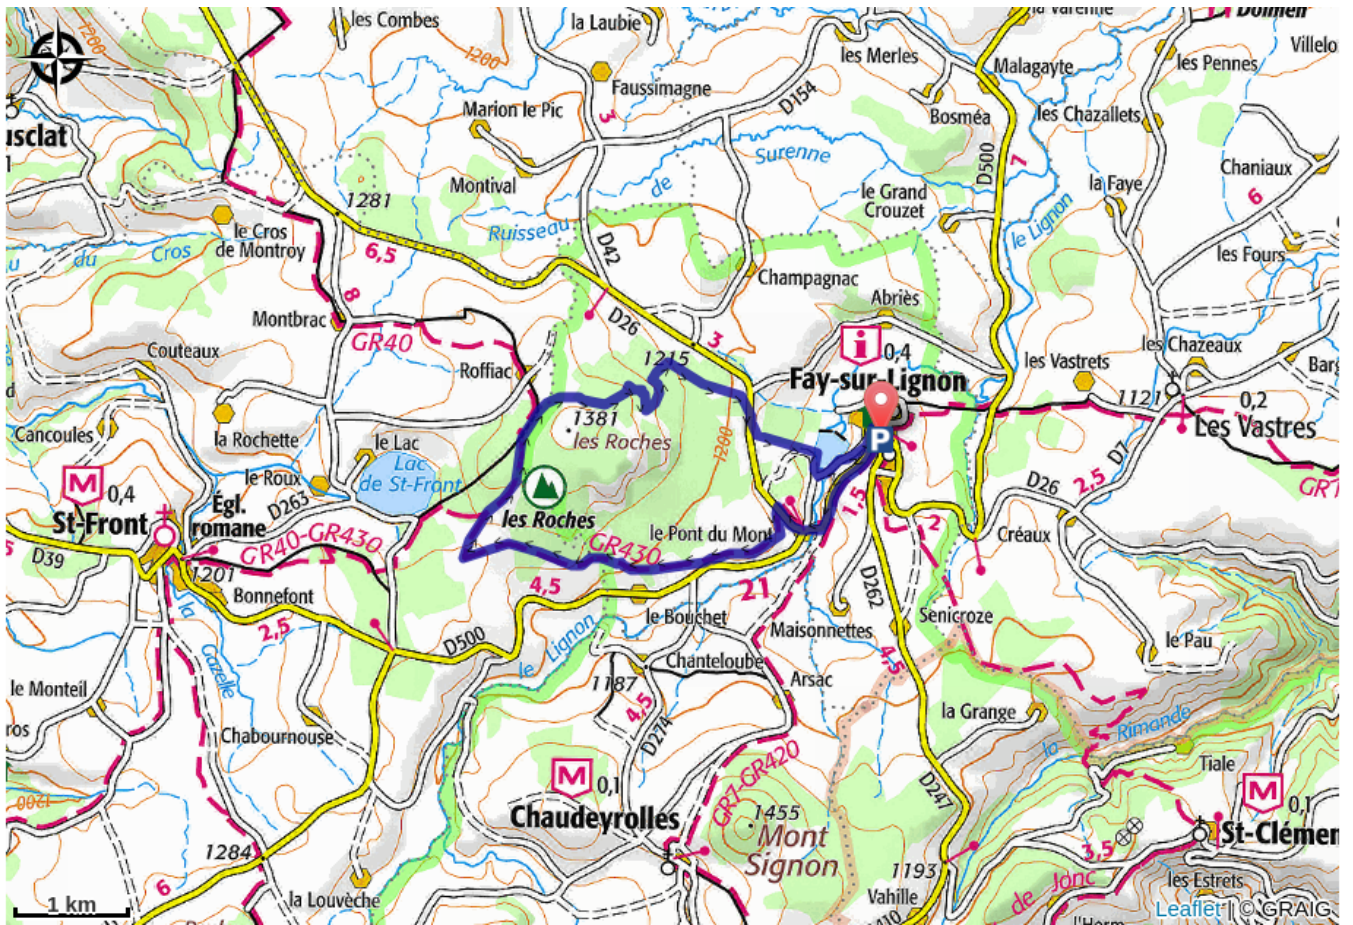 les Combes
la Laubie
la Varenne
Dolmen
Villelo
1200
1200
les Merles
Malagayte
les Pennes
Faussimagne
usclat
Marion le Pic
3
D154
Bosméa
les Chazallets
Surenne
D500
7
Chaniaux
Montival
de
le Grand
Crouzet
la Faye
6
1281
le Cros
de Montroy
Ruisseau
D42
le Lignon
les Fours
du
Cros
6,5
Champagnac
8
Abriès
Montbrac
GR40
D26
3
i
0,4
les Vastrets
les Chazeaux
Barg
Couteaux
1215
Roffiac
Fay-sur-Lignon
1121
0,2
Cancoules
la Rochette
1381
les Roches
Les Vastres
le Lac
Lac
de St-Front
P
1200
D7
M
0,4
le Roux
D263
Égl.
romane
D26
2,5
GR1
St-Front
les Roches
le Pont du Mont
1,5
2
Créaux
D39
GR40-GR430
GR430
1201
Bonnefont
4,5
21
D262
2,5
la
Gazelle
D500
le Bouchet
Maisonnettes
Senicroze
le Pau
le Lignon
Chanteloube
4,5
le Monteil
1187
4,5
Arsac
la Grange
Rimande
la
ros
Chabournouse
D274
GR7-GR420
Tiale
M
0,1
D247
M
0,1
1200
Chaudeyrolles
1455
Mont
Signon
St-Clémen
1284
3,5
1193
6
la Louvèche
Vahille
de Jonc
les Estrets
1 km
D410
l'Herm
Leaflet | © GRAIG